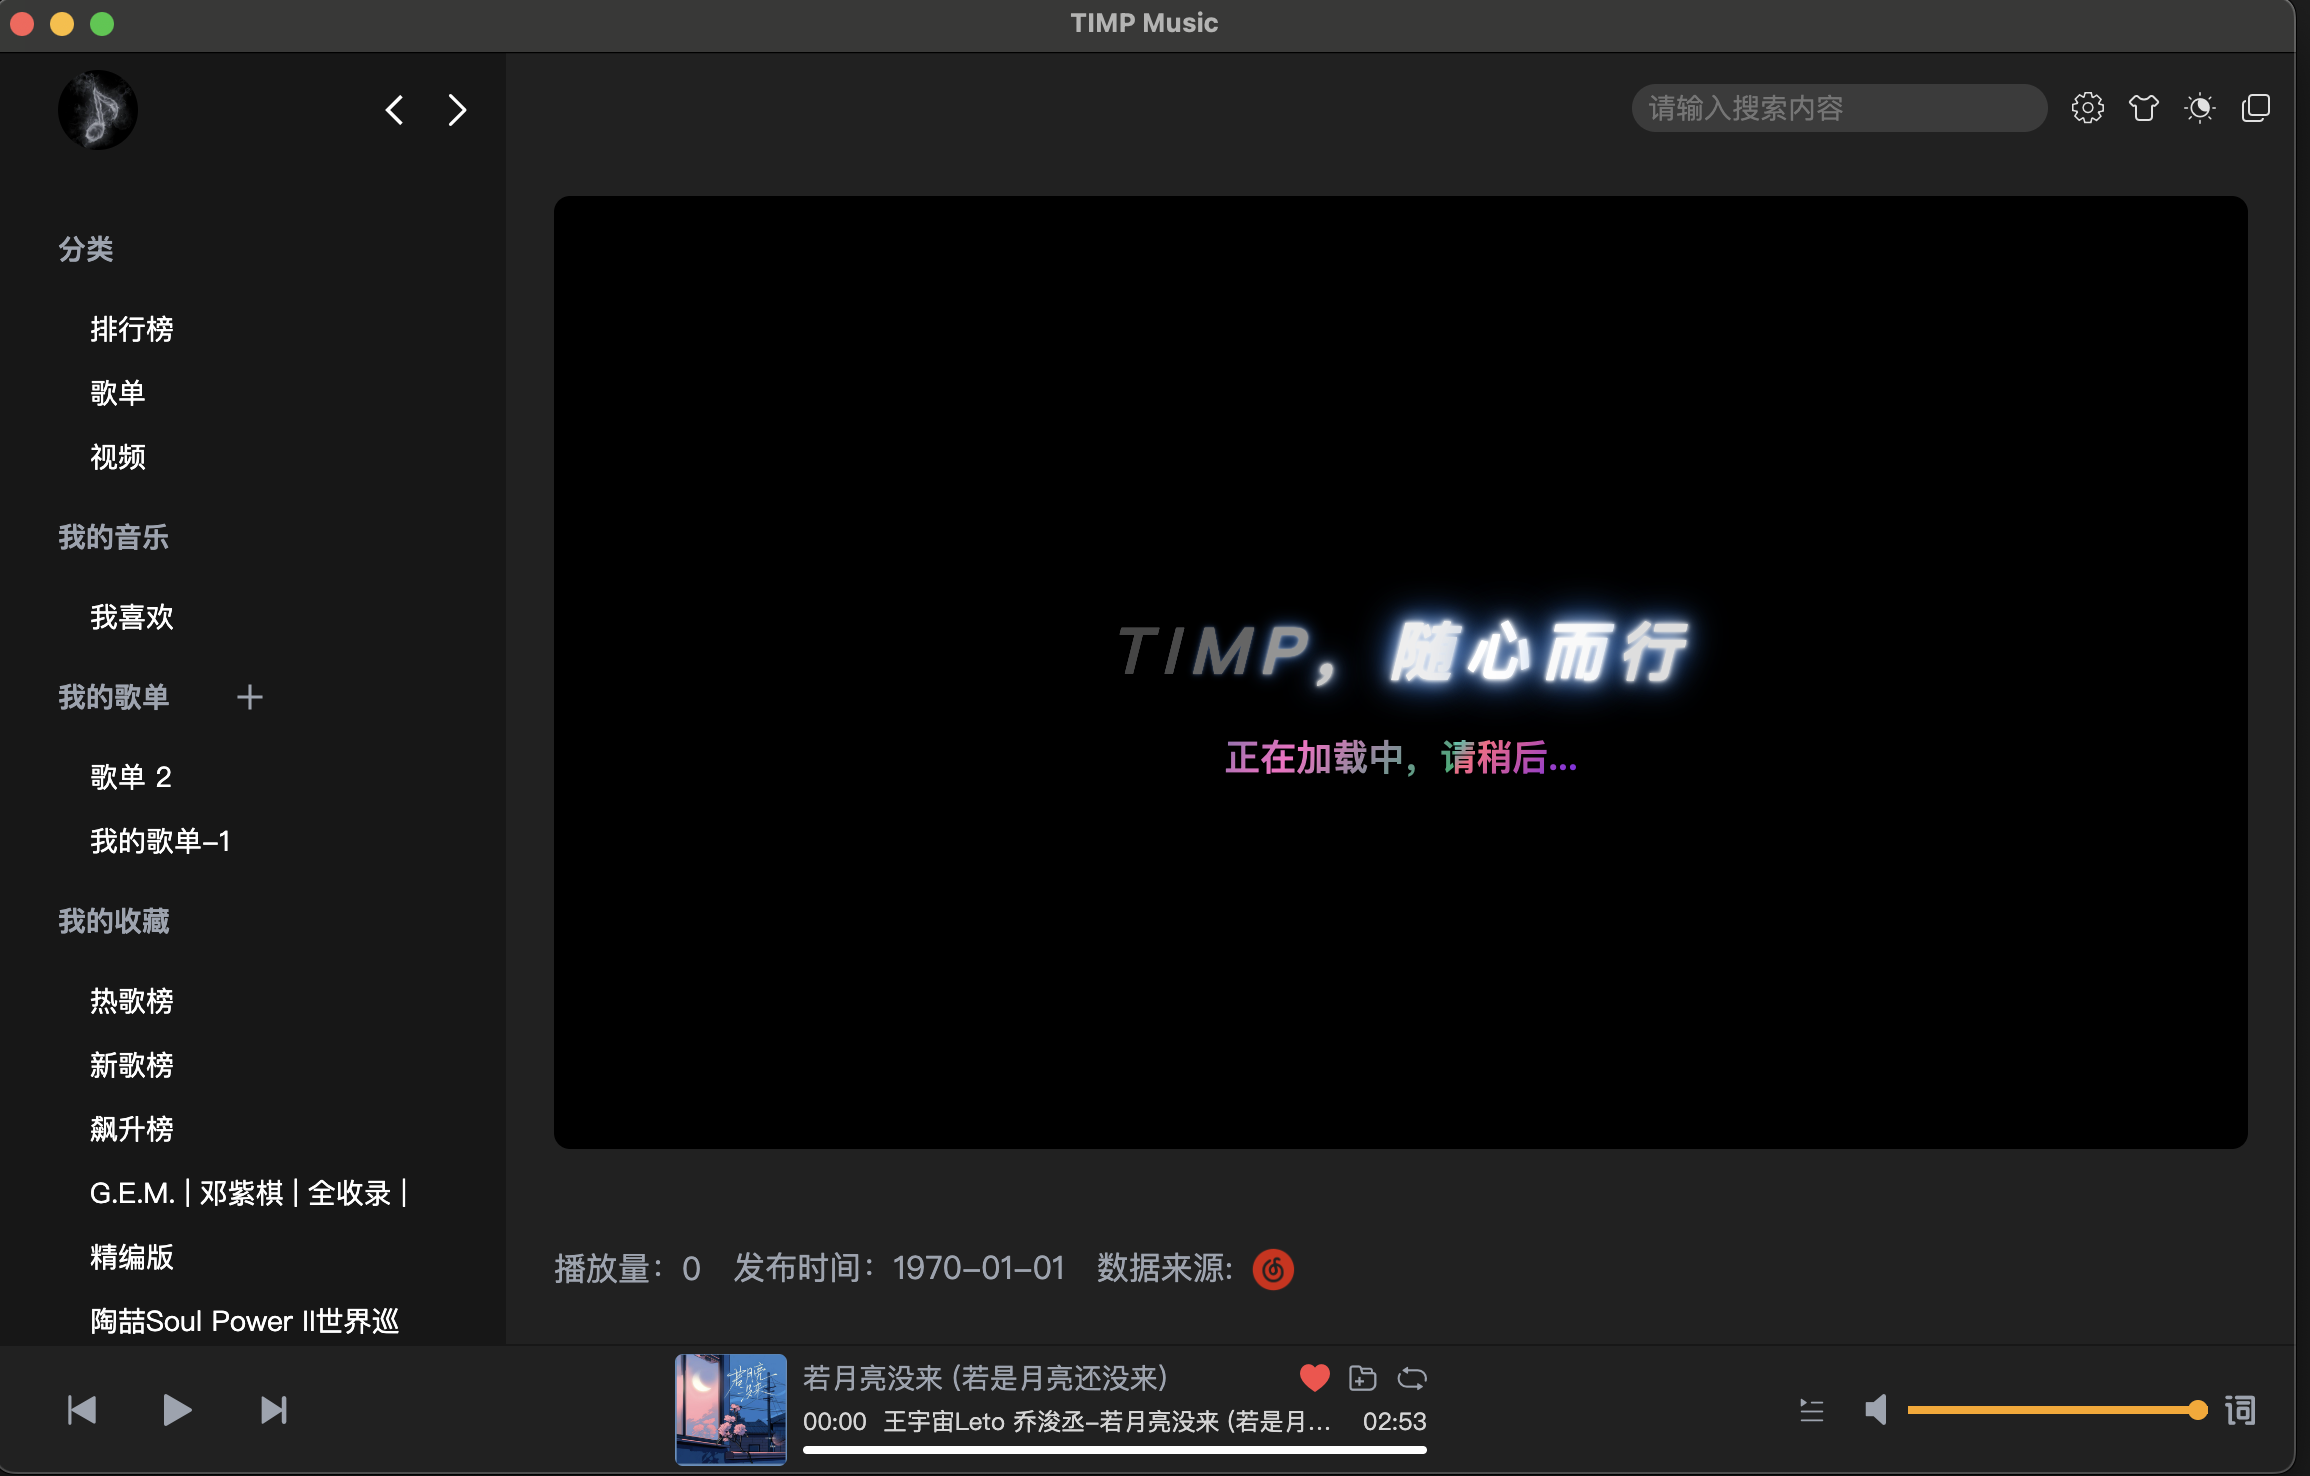 TIMP Music
请输入搜索内容
分类
排行榜
歌单
视频
我的音乐
我喜欢
我的歌单
歌单 2
我的歌单-1
我的收藏
热歌榜
新歌榜
飙升榜
G.E.M. | 邓紫棋 | 全收录 |
精编版
陶喆Soul Power II世界巡
TIMP，随心而行
正在加载中，请稍后...
播放量：0 发布时间：1970-01-01 数据来源:
若月亮没来
若月亮没来 (若是月亮还没来)
00:00 王宇宙Leto 乔浚丞-若月亮没来 (若是月... 02:53
词